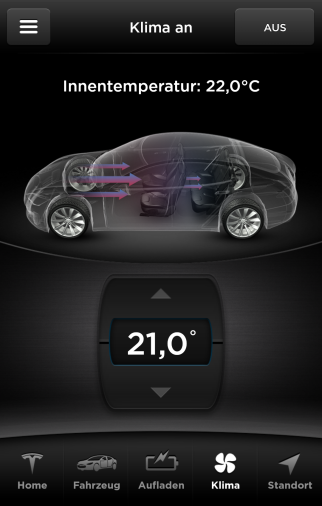 Klima an
AUS
Innentemperatur: 22,0°C
21,0°
Home
Fahrzeug
Aufladen
Klima
Standort